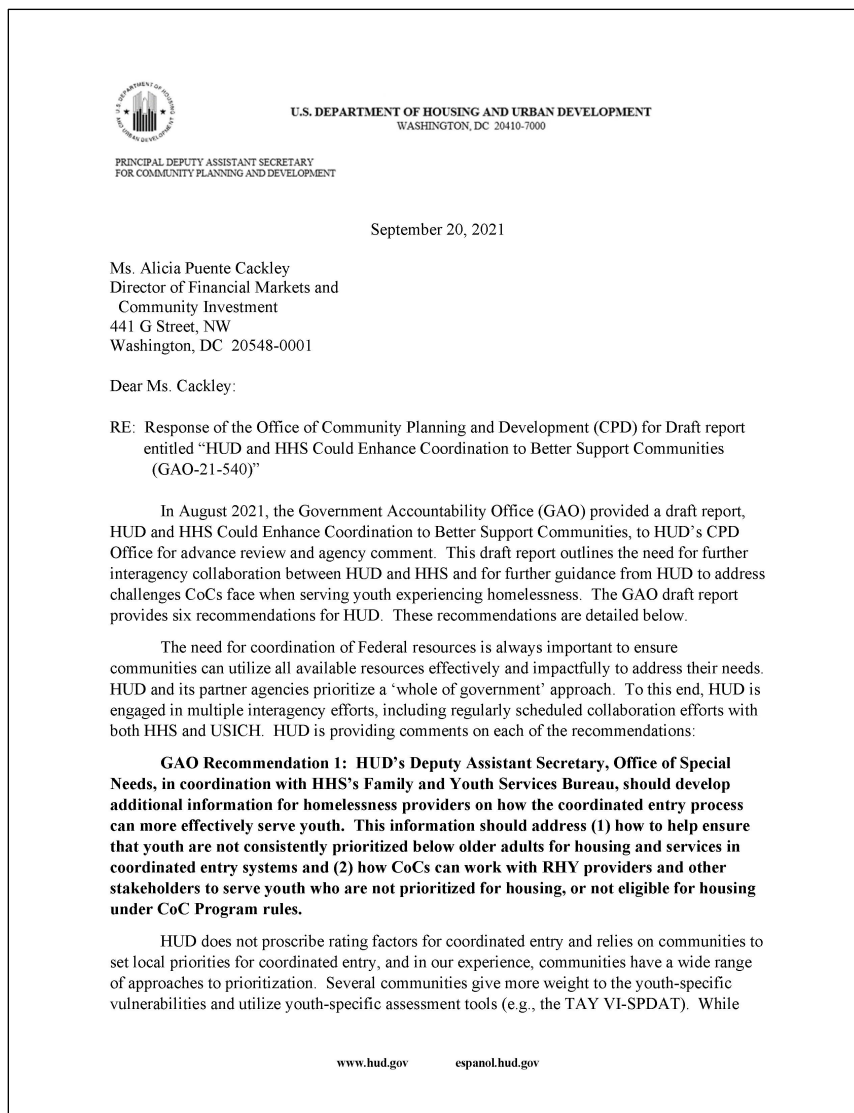 U.S. DEPARTMENT OF HOUSING
AND URBAN DEVELOPMENT
U.S. DEPARTMENT OF HOUSING AND URBAN DEVELOPMENT
WASHINGTON, DC 20410-7000
PRINCIPAL DEPUTY ASSISTANT SECRETARY
FOR COMMUNITY PLANNING AND DEVELOPMENT
September 20, 2021
Ms. Alicia Puente Cackley
Director of Financial Markets and
Community Investment
441 G Street, NW
Washington, DC 20548-0001
Dear Ms. Cackley:
RE: Response of the Office of Community Planning and Development (CPD) for Draft report
entitled “HUD and HHS Could Enhance Coordination to Better Support Communities
(GAO-21-540)”
In August 2021, the Government Accountability Office (GAO) provided a draft report,
HUD and HHS Could Enhance Coordination to Better Support Communities, to HUD’s CPD
Office for advance review and agency comment. This draft report outlines the need for further
interagency collaboration between HUD and HHS and for further guidance from HUD to address
challenges CoCs face when serving youth experiencing homelessness. The GAO draft report
provides six recommendations for HUD. These recommendations are detailed below.
The need for coordination of Federal resources is always important to ensure
communities can utilize all available resources effectively and impactfully to address their needs.
HUD and its partner agencies prioritize a ‘whole of government’ approach. To this end, HUD is
engaged in multiple interagency efforts, including regularly scheduled collaboration efforts with
both HHS and USICH. HUD is providing comments on each of the recommendations:
GAO Recommendation 1: HUD’s Deputy Assistant Secretary, Office of Special
Needs, in coordination with HHS’s Family and Youth Services Bureau, should develop
additional information for homelessness providers on how the coordinated entry process
can more effectively serve youth. This information should address (1) how to help ensure
that youth are not consistently prioritized below older adults for housing and services in
coordinated entry systems and (2) how CoCs can work with RHY providers and other
stakeholders to serve youth who are not prioritized for housing, or not eligible for housing
under CoC Program rules.
HUD does not proscribe rating factors for coordinated entry and relies on communities to
set local priorities for coordinated entry, and in our experience, communities have a wide range
of approaches to prioritization. Several communities give more weight to the youth-specific
vulnerabilities and utilize youth-specific assessment tools (e.g., the TAY VI-SPDAT). While
www.hud.gov espanol.hud.gov